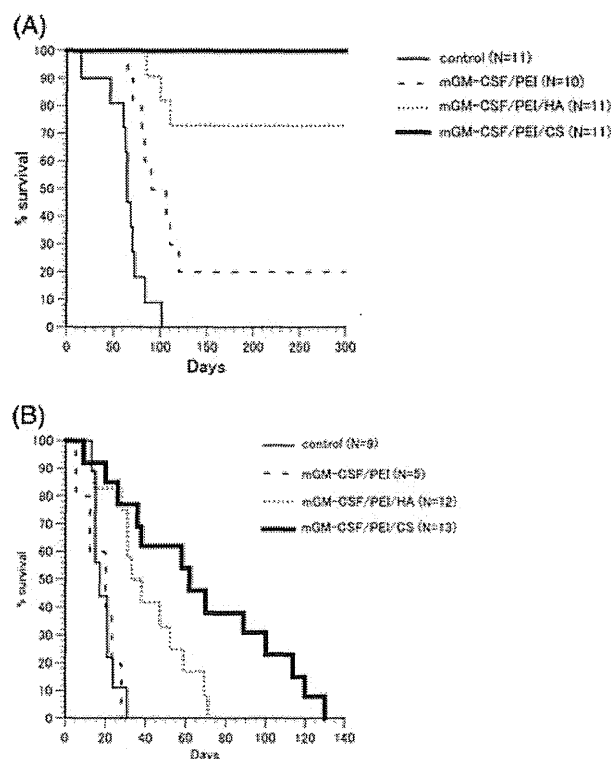 (A)
100
90
80
70
60
50
40
30
20
10
0
% survival
0 50 100 150 200 250 300
Days
control (N=11)
mGM-CSF/PEI (N=10)
mGM-CSF/PEI/HA (N=11)
mGM-CSF/PEI/CS (N=11)
(B)
100
90
80
70
60
50
40
30
20
10
0
% survival
0 20 40 60 80 100 120 140
Days
control (N=9)
mGM-CSF/PEI (N=5)
mGM-CSF/PEI/HA (N=12)
mGM-CSF/PEI/CS (N=13)